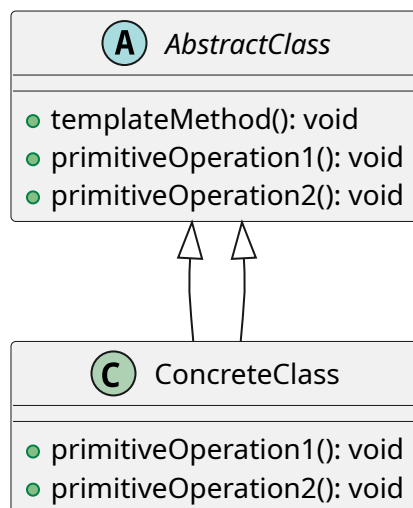 A AbstractClass
templateMethod(): void
primitiveOperation1(): void
primitiveOperation2(): void
C ConcreteClass
primitiveOperation1(): void
primitiveOperation2(): void